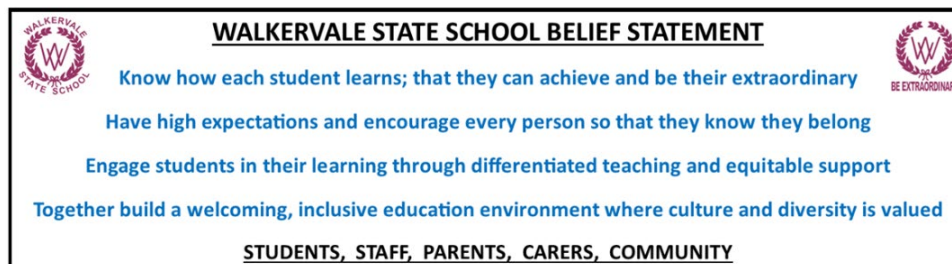 WALKERVALE STATE SCHOOL
WALKERVALE STATE SCHOOL BELIEF STATEMENT
BE EXTRAORDINARY
Know how each student learns; that they can achieve and be their extraordinary
Have high expectations and encourage every person so that they know they belong
Engage students in their learning through differentiated teaching and equitable support
Together build a welcoming, inclusive education environment where culture and diversity is valued
STUDENTS, STAFF, PARENTS, CARERS, COMMUNITY